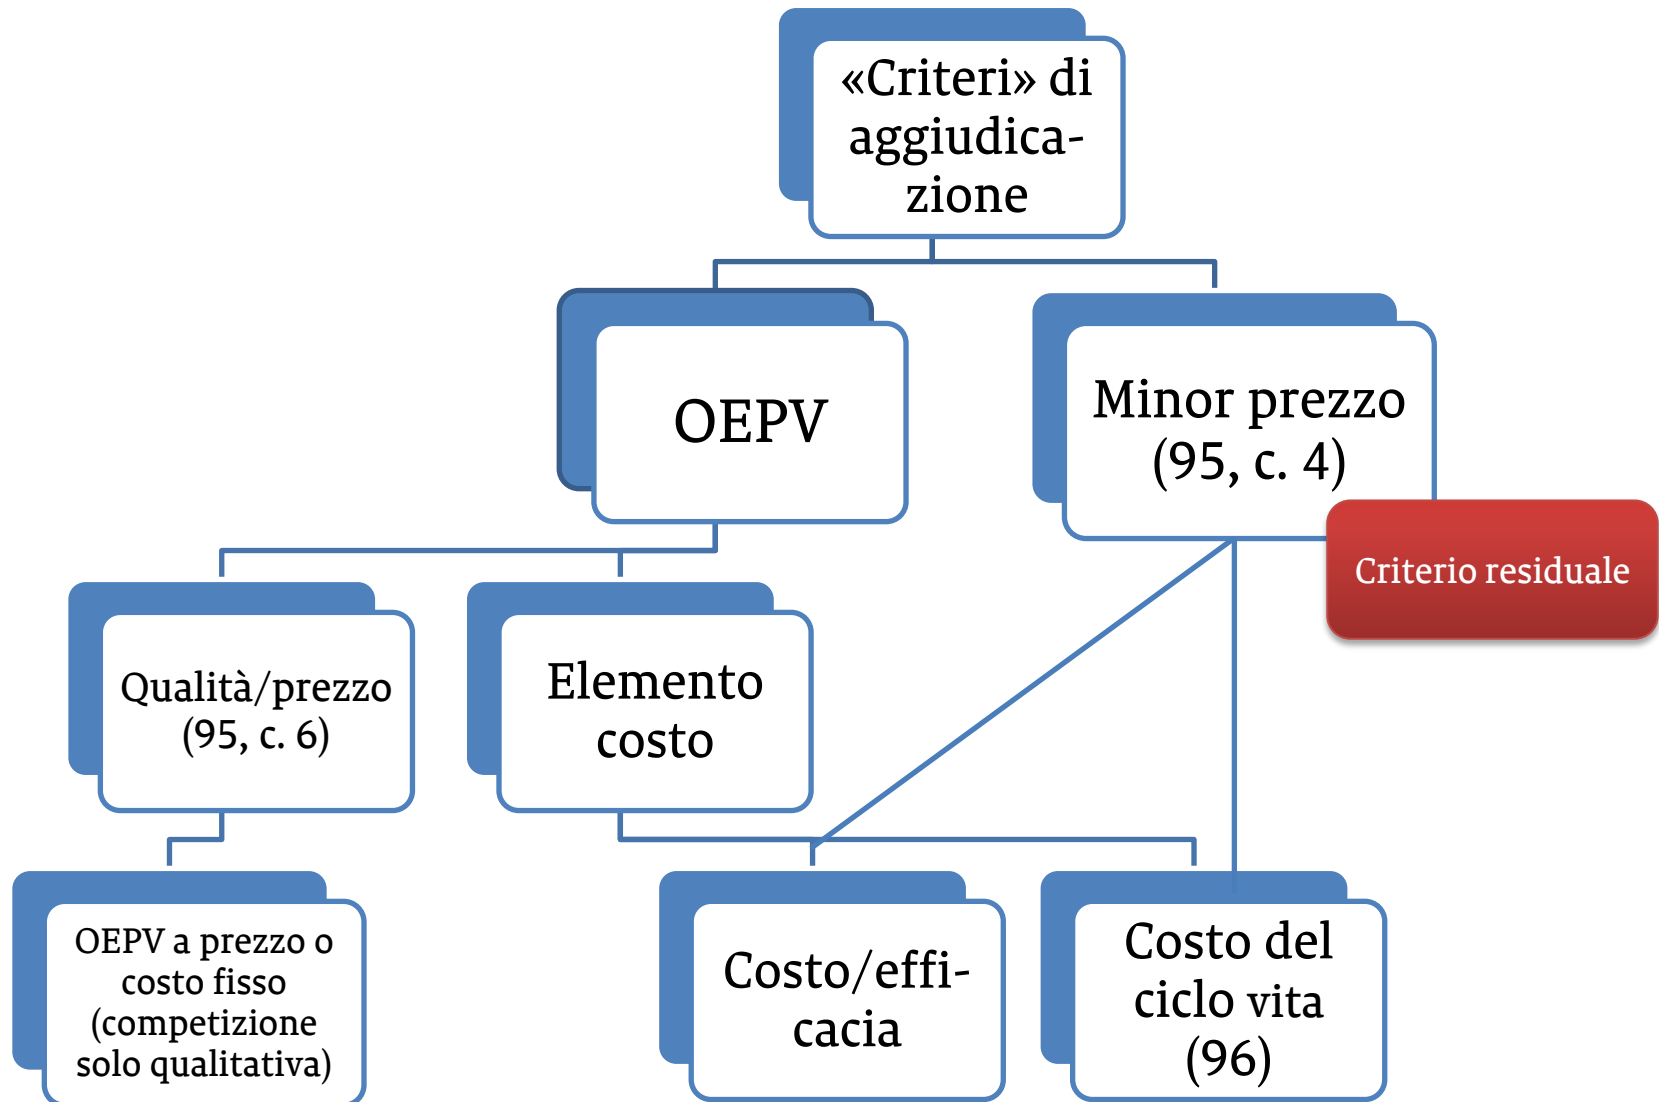 «Criteri» di
aggiudica-
zione
OEPV
Minor prezzo
(95, c. 4)
Criterio residuale
Qualità/prezzo
(95, c. 6)
Elemento
costo
OEPV a prezzo o
costo fisso
(competizione
solo qualitativa)
Costo/effi-
cacia
Costo del
ciclo vita
(96)